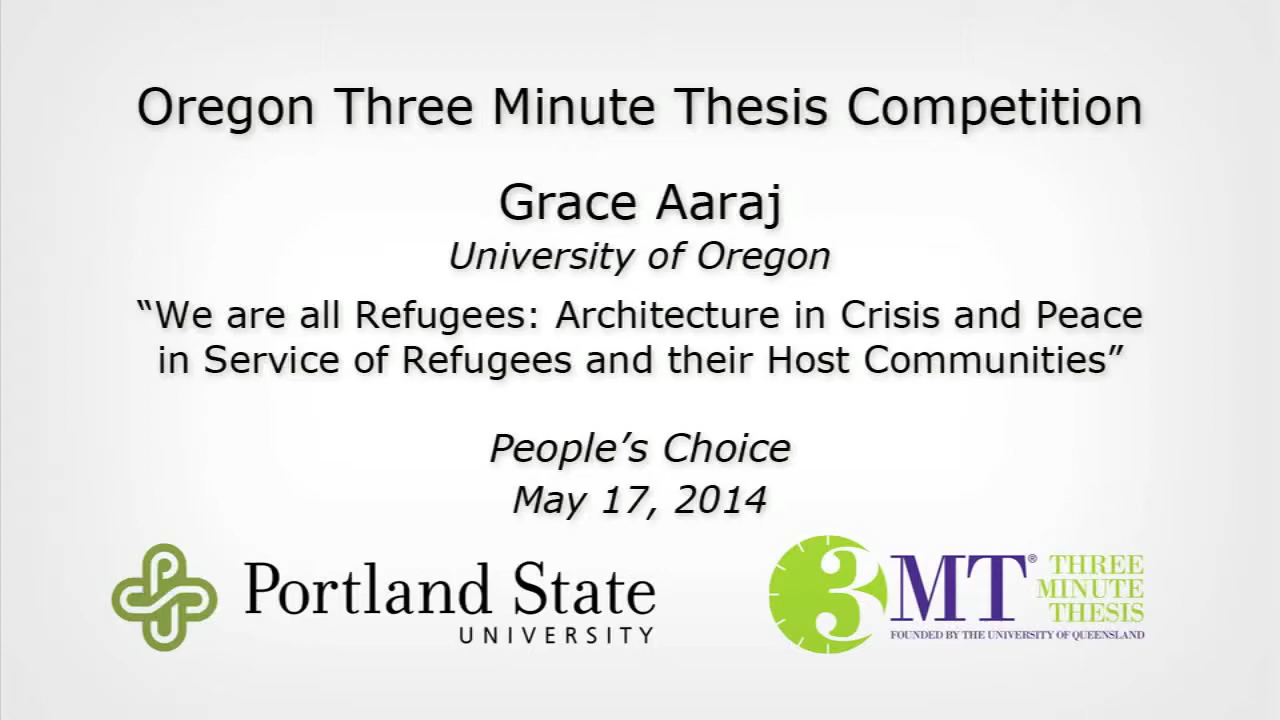 Oregon Three Minute Thesis Competition
Grace Aaraj
University of Oregon
“We are all Refugees: Architecture in Crisis and Peace
in Service of Refugees and their Host Communities”
People’s Choice
May 17, 2014
Portland State
UNIVERSITY
3MT® THREE
MINUTE
THESIS
FOUNDED BY THE UNIVERSITY OF QUEENSLAND